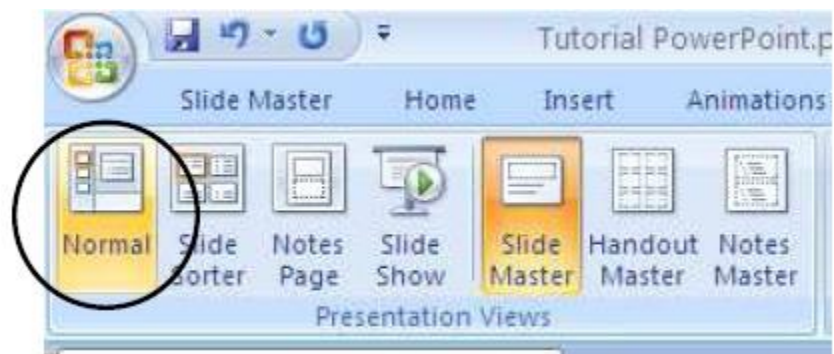 Tutorial PowerPoint.p
Slide Master Home Insert Animations
Normal Slide Sorter Notes Page Slide Show Slide Master Handout Master Notes Master
Presentation Views